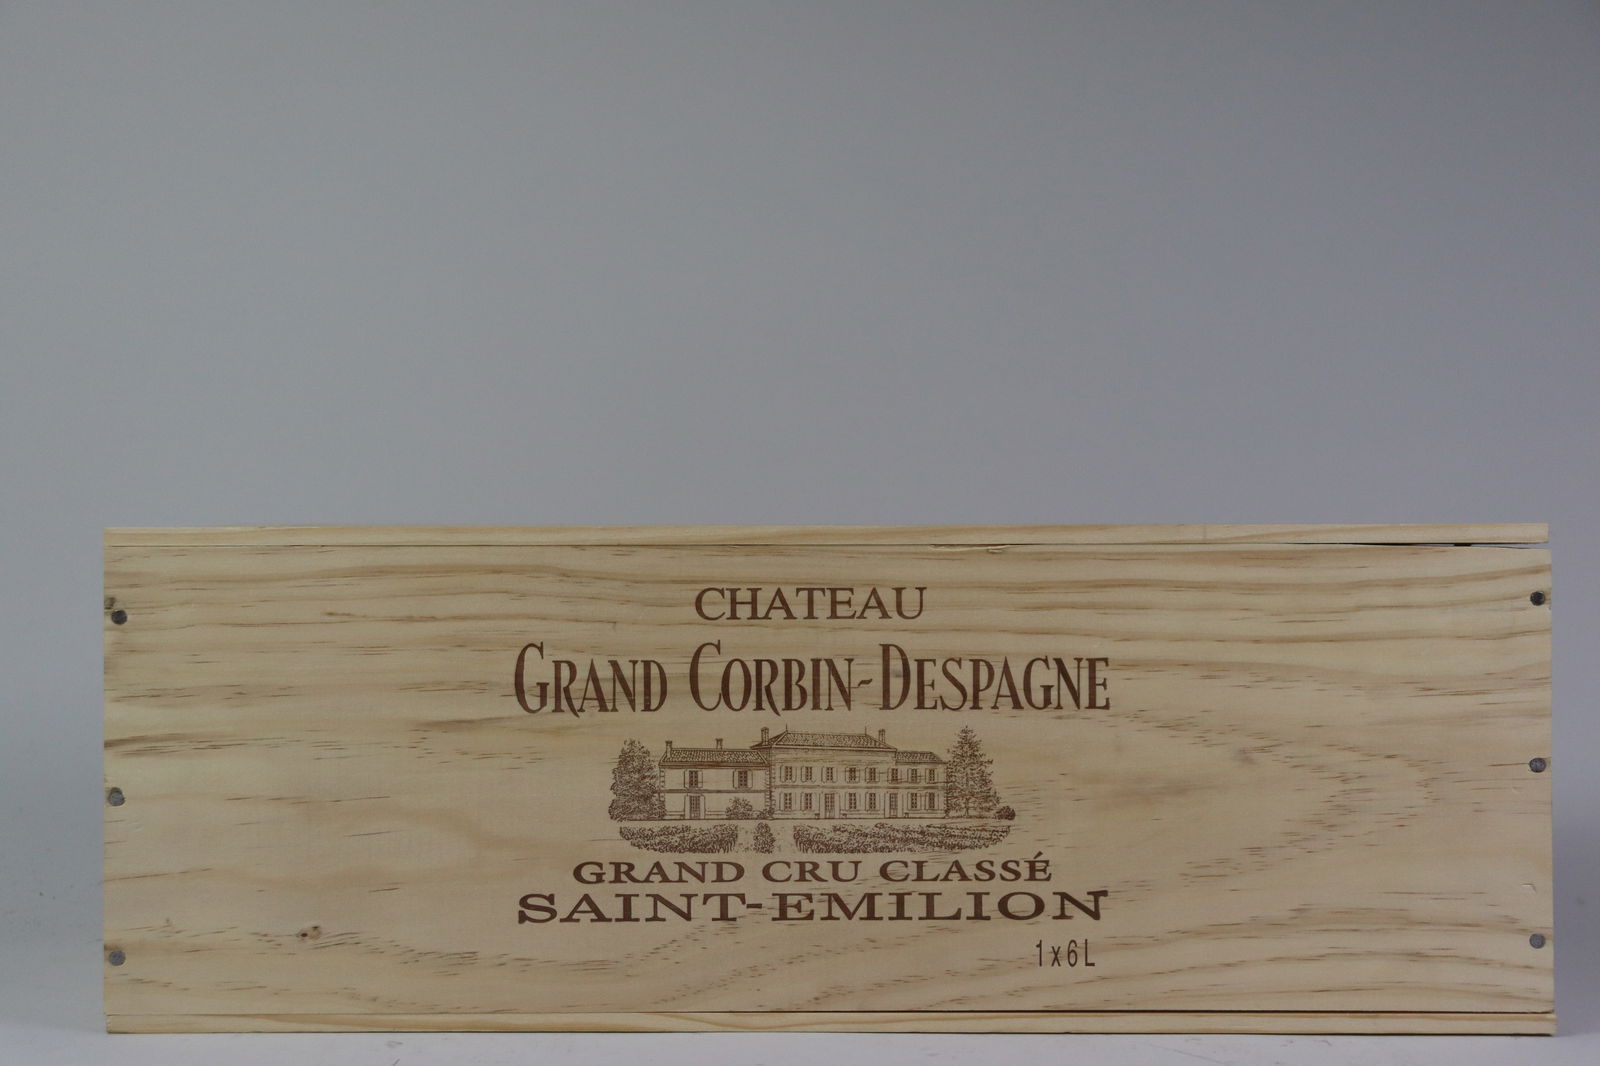 CHATEAU
GRAND CORBIN-DESPAGNE
GRAND CRU CLASSÉ
SAINT-EMILION
1x6L